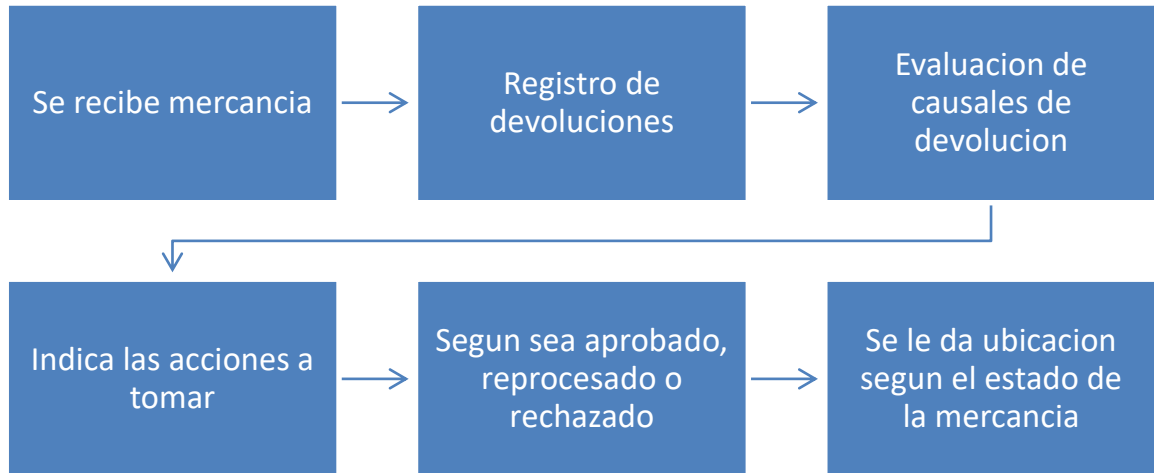 Se recibe mercancia
Registro de
devoluciones
Evaluacion de
causales de
devolucion
Indica las acciones a
tomar
Segun sea aprobado,
reprocesado o
rechazado
Se le da ubicacion
segun el estado de
la mercancia